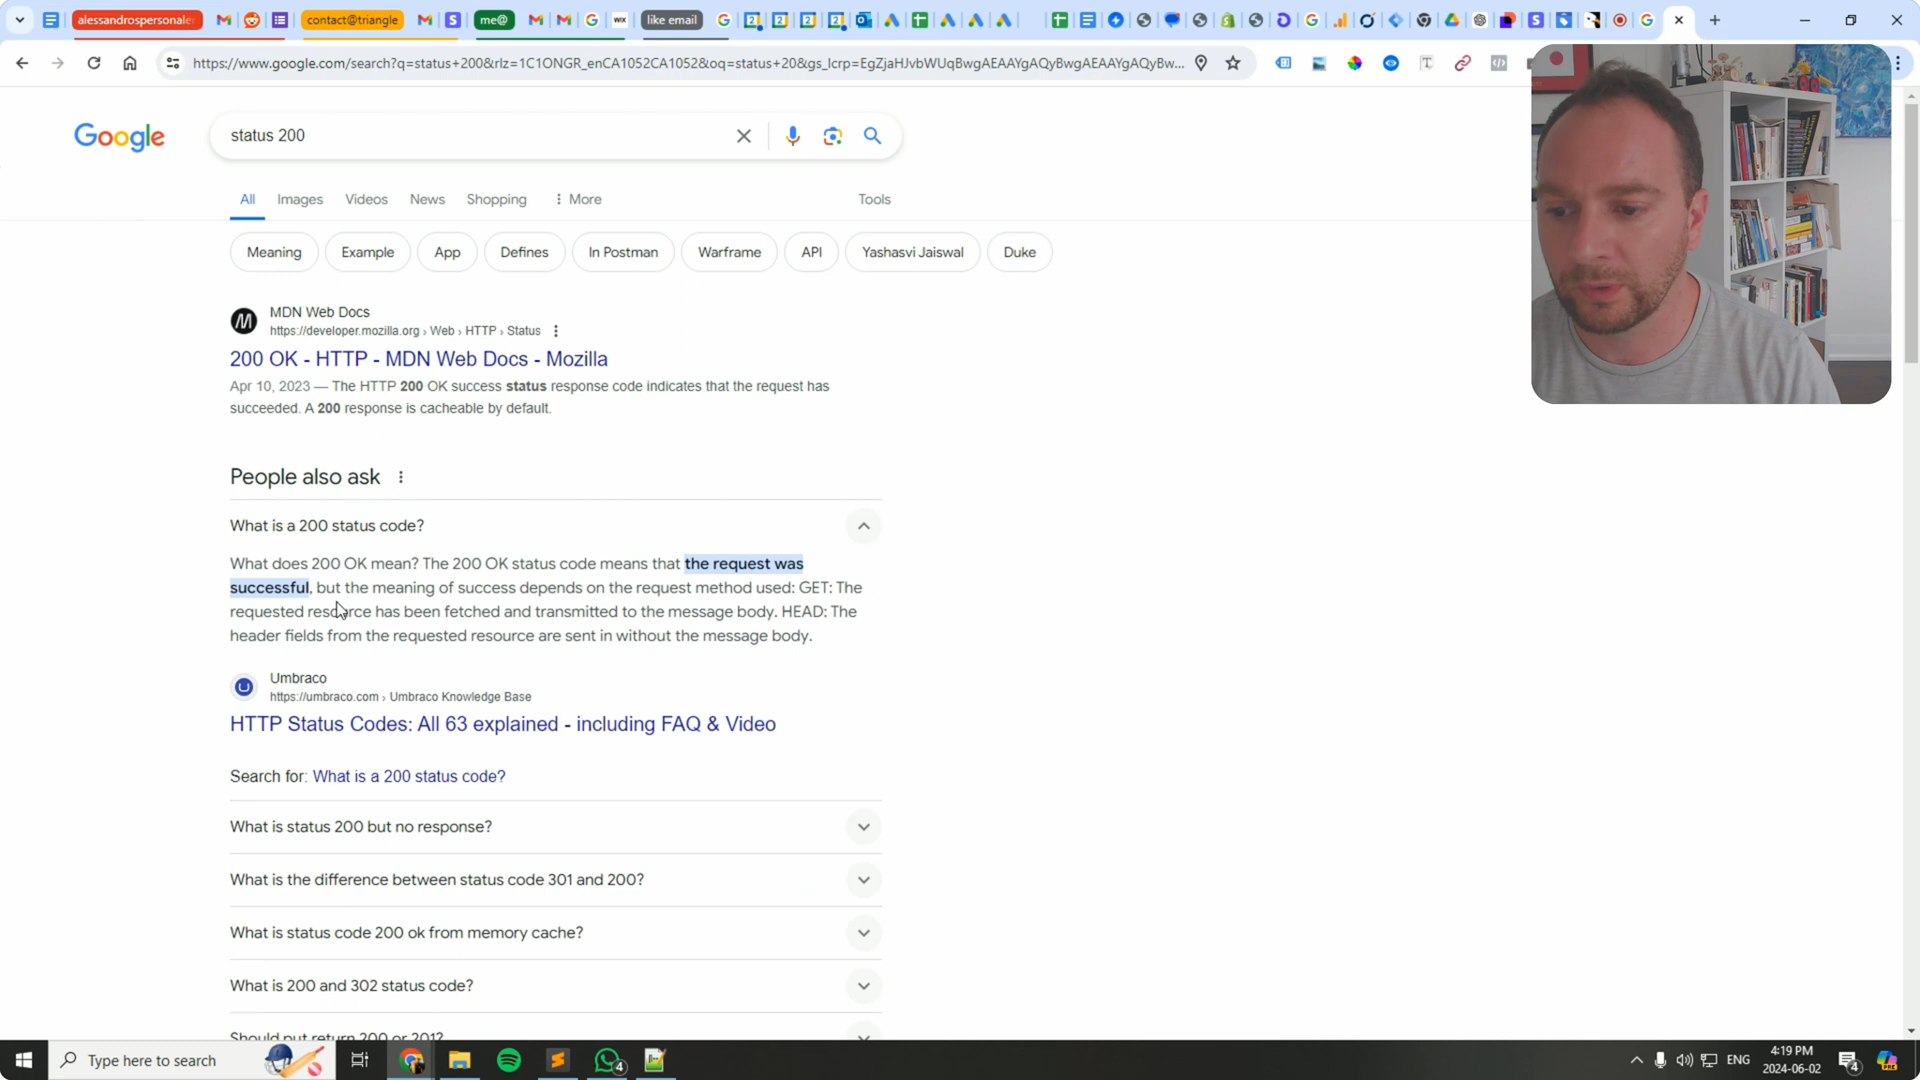 alessandrospersonale
contact@triangle
me@
WIX
like email
https://www.google.com/search?q=status+200&rlz=1C1ONGR_enCA1052CA1052&oq=status+20&gs_lcrp=EgZjaHJvbWUqBwgAEAAYgAQyBwgAEAAYgAQyBw...
Google
status 200
All
Images
Videos
News
Shopping
More
Tools
Meaning
Example
App
Defines
In Postman
Warframe
API
Yashasvi Jaiswal
Duke
MDN Web Docs
https://developer.mozilla.org › Web › HTTP › Status
200 OK - HTTP - MDN Web Docs - Mozilla
Apr 10, 2023 — The HTTP 200 OK success status response code indicates that the request has
succeeded. A 200 response is cacheable by default.
People also ask
What is a 200 status code?
What does 200 OK mean? The 200 OK status code means that the request was
successful, but the meaning of success depends on the request method used: GET: The
requested resource has been fetched and transmitted to the message body. HEAD: The
header fields from the requested resource are sent in without the message body.
Umbraco
https://umbraco.com › Umbraco Knowledge Base
HTTP Status Codes: All 63 explained - including FAQ & Video
Search for: What is a 200 status code?
What is status 200 but no response?
What is the difference between status code 301 and 200?
What is status code 200 ok from memory cache?
What is 200 and 302 status code?
Should put return 200 or 201?
Type here to search
4
ENG
4:19 PM
2024-06-02
4